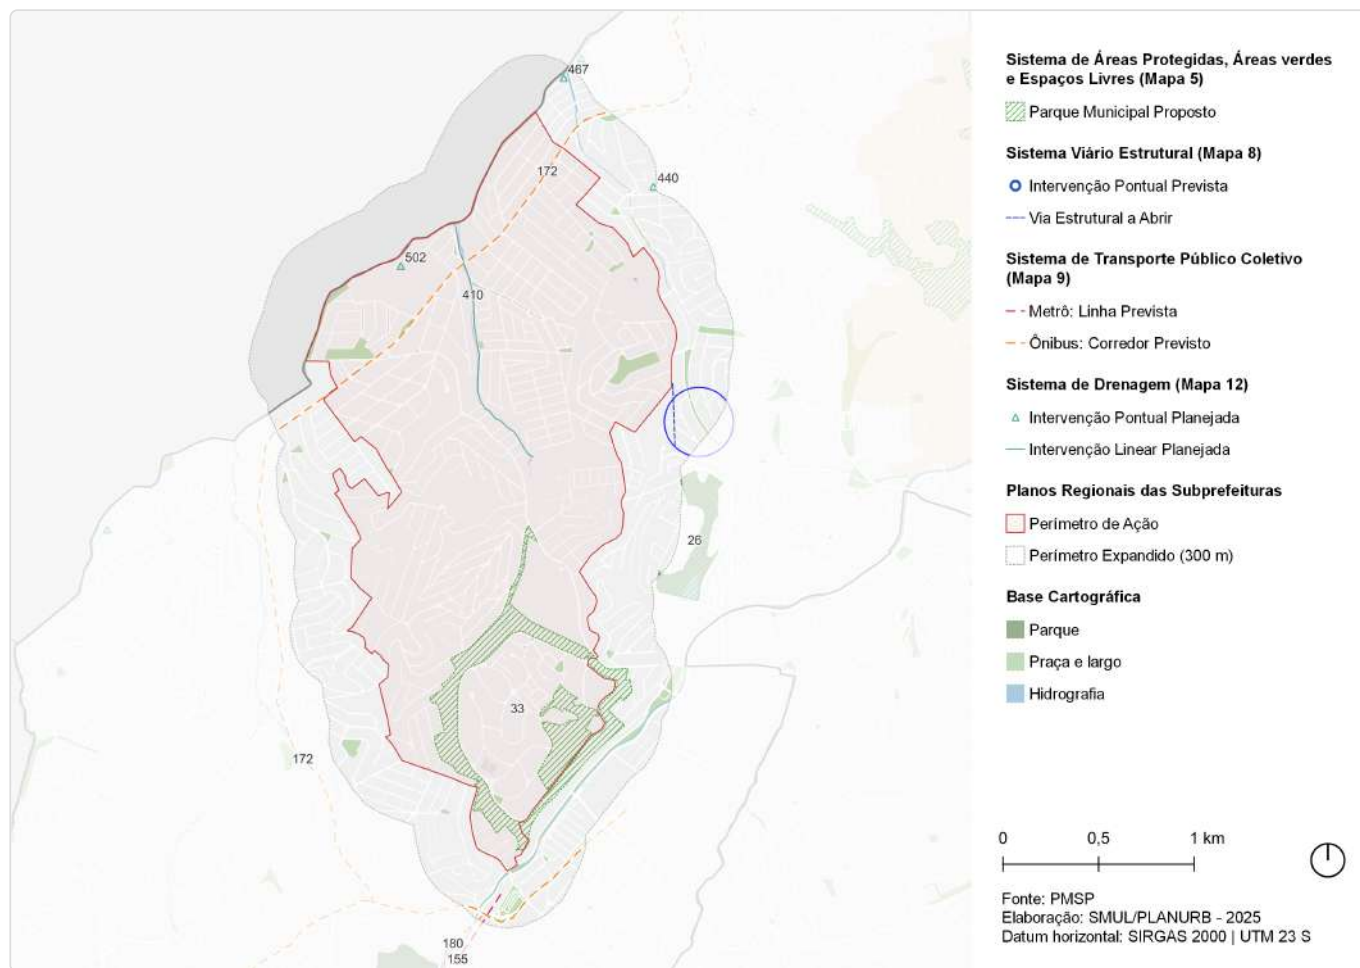 467
172
440
502
410
26
33
172
180
155
Sistema de Áreas Protegidas, Áreas verdes
e Espaços Livres (Mapa 5)
Parque Municipal Proposto
Sistema Viário Estrutural (Mapa 8)
Intervenção Pontual Prevista
Via Estrutural a Abrir
Sistema de Transporte Público Coletivo
(Mapa 9)
Metrô: Linha Prevista
Ônibus: Corredor Previsto
Sistema de Drenagem (Mapa 12)
Intervenção Pontual Planejada
Intervenção Linear Planejada
Planos Regionais das Subprefeituras
Perímetro de Ação
Perímetro Expandido (300 m)
Base Cartográfica
Parque
Praça e largo
Hidrografia
0 0,5 1 km
Fonte: PMSP
Elaboração: SMUL/PLANURB - 2025
Datum horizontal: SIRGAS 2000 | UTM 23 S